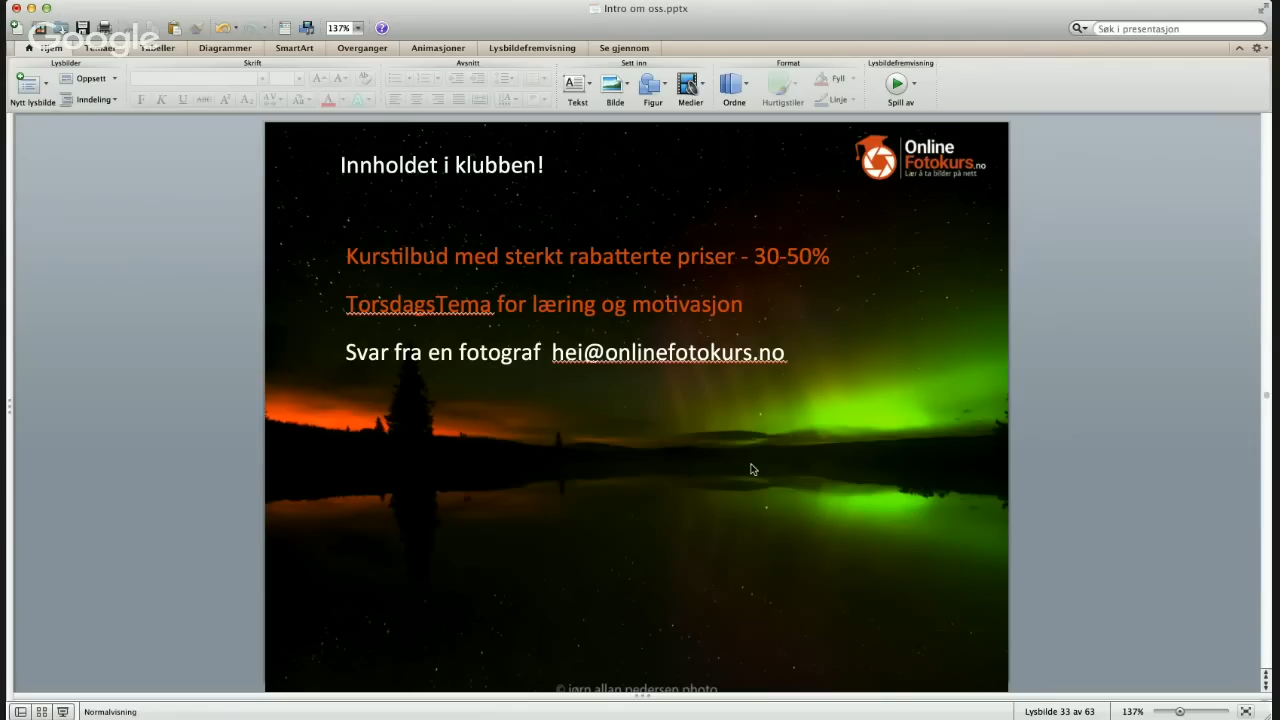 Intro om oss.pptx
Google
137%
Søk i presentasjon
Hjem
Tabeller
Diagrammer
SmartArt
Overganger
Animasjoner
Lysbildefremvisning
Se gjennom
Lysbilder
Skrift
Avsnitt
Sett inn
Format
Lysbildefremvisning
Oppsett
Inndeling
Nytt lysbilde
Tekst
Bilde
Figur
Medier
Ordne
Hurtigstiler
Fyll
Linje
Spill av
Innholdet i klubben!
Online
Fotokurs.no
Lær å ta bilder på nett
Kurstilbud med sterkt rabatterte priser - 30-50%
TorsdagsTema for læring og motivasjon
Svar fra en fotograf hei@onlinefotokurs.no
© jørn allan pedersen photo
Normalvisning
Lysbilde 33 av 63
137%